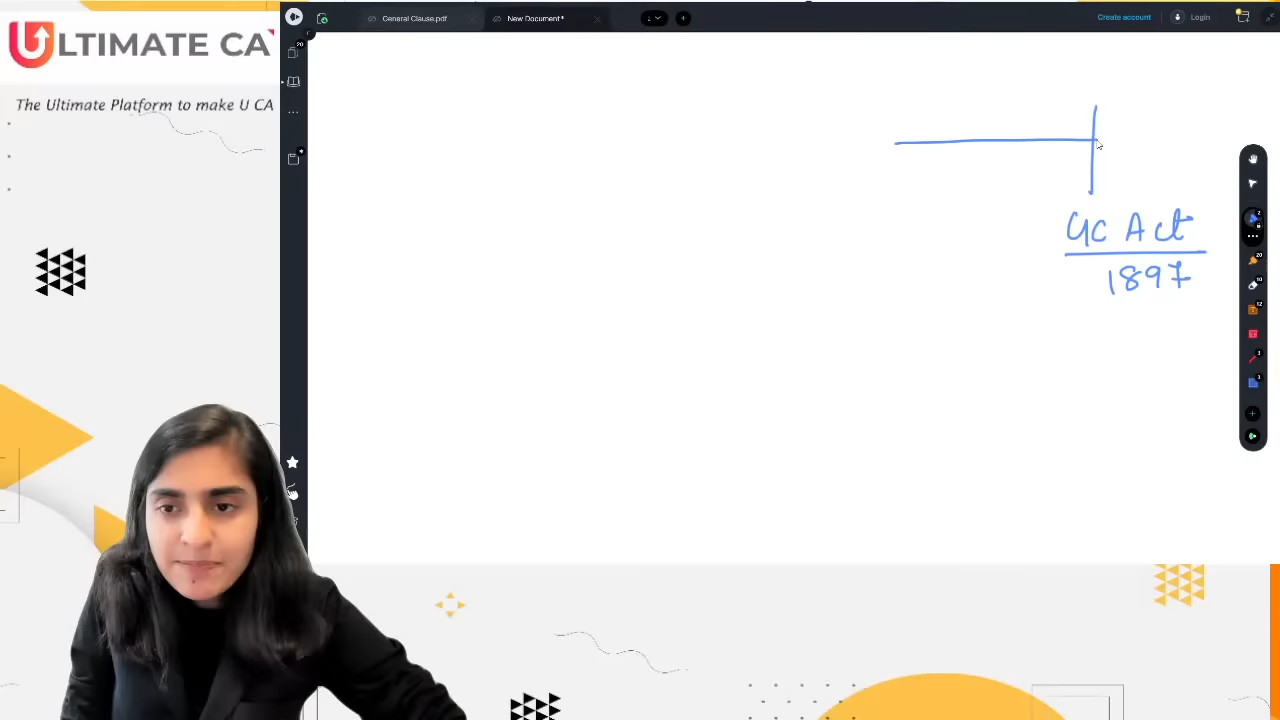 ULTIMATE CA
The Ultimate Platform to make U CA
General Clause.pdf
New Document*
Create account
Login
GC Act
1897